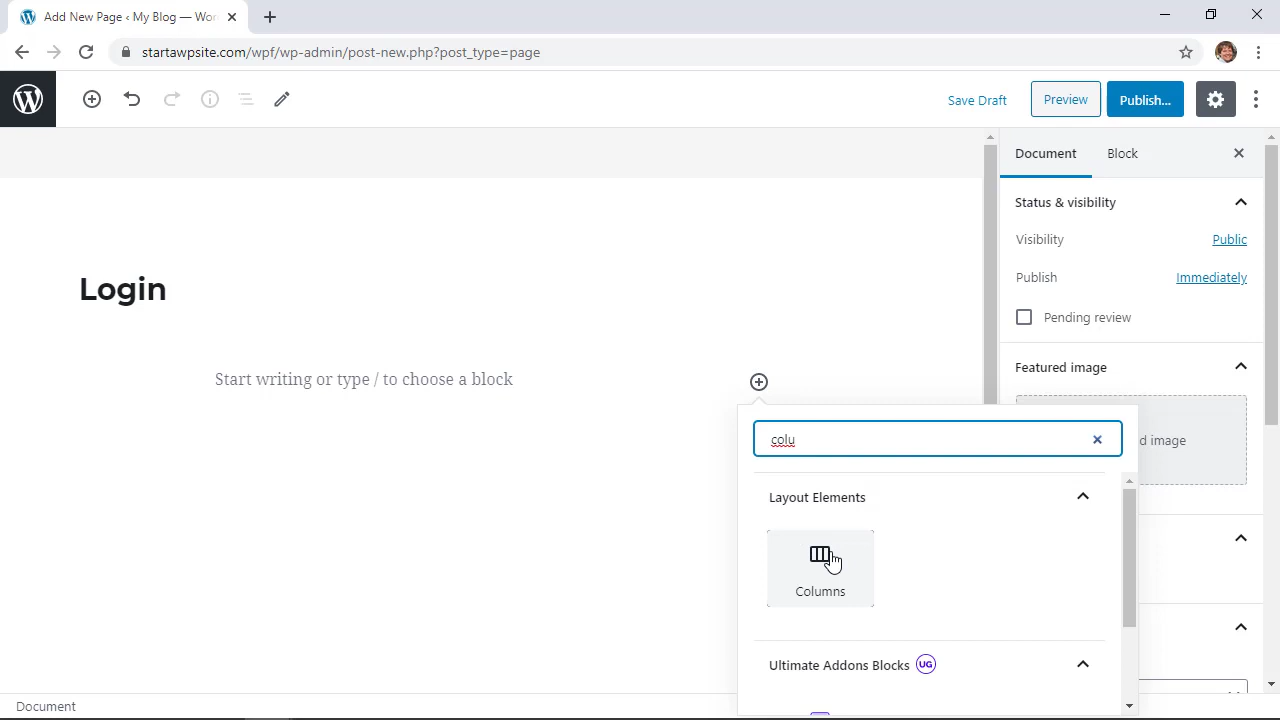 Add New Page ‹ My Blog — Wor
startawpsite.com/wpf/wp-admin/post-new.php?post_type=page
Save Draft
Preview
Publish...
Document
Block
Status & visibility
Login
Visibility
Public
Publish
Immediately
Pending review
Featured image
Start writing or type / to choose a block
colu
d image
Layout Elements
Columns
Ultimate Addons Blocks UG
Document